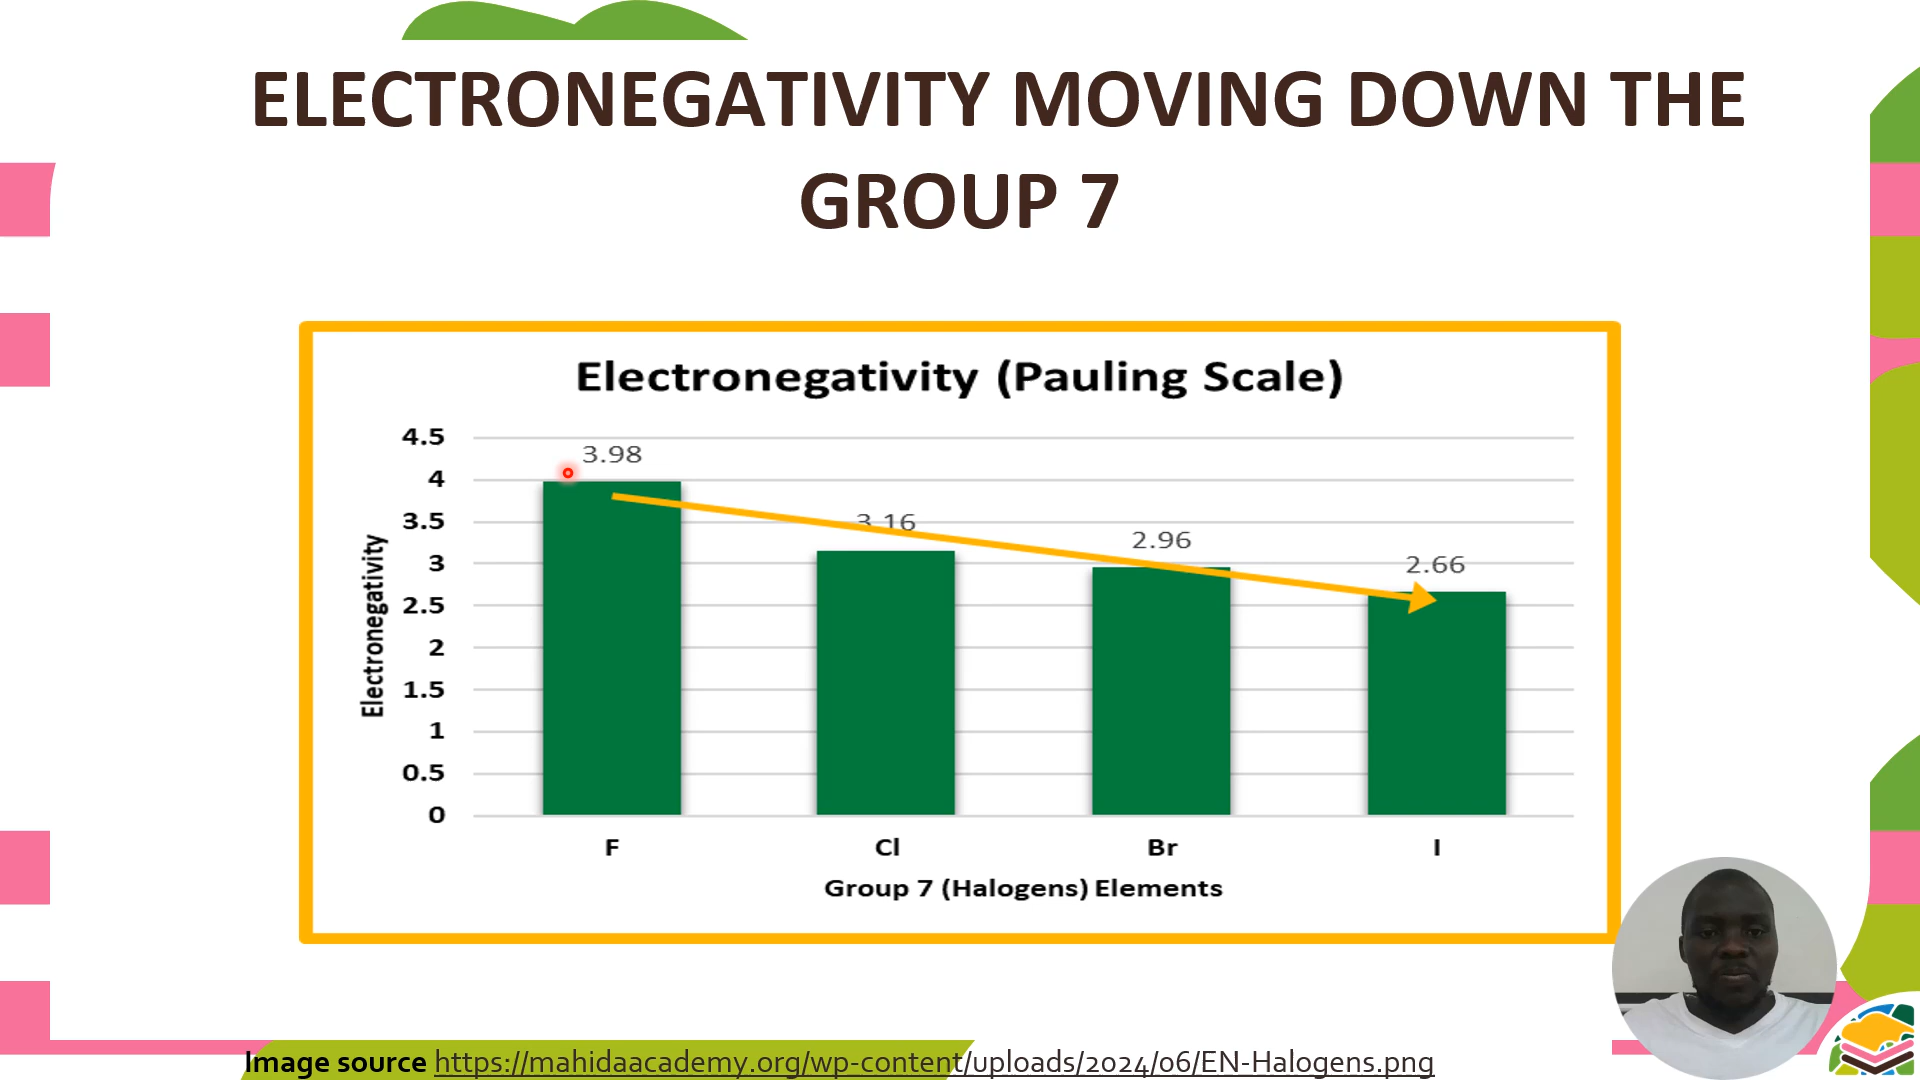 ELECTRONEGATIVITY MOVING DOWN THE
GROUP 7
Electronegativity (Pauling Scale)
Electronegativity
4.5
4
3.5
3
2.5
2
1.5
1
0.5
0
3.98
3.16
2.96
2.66
F
Cl
Br
I
Group 7 (Halogens) Elements
Image source https://mahidaacademy.org/wp-content/uploads/2024/06/EN-Halogens.png